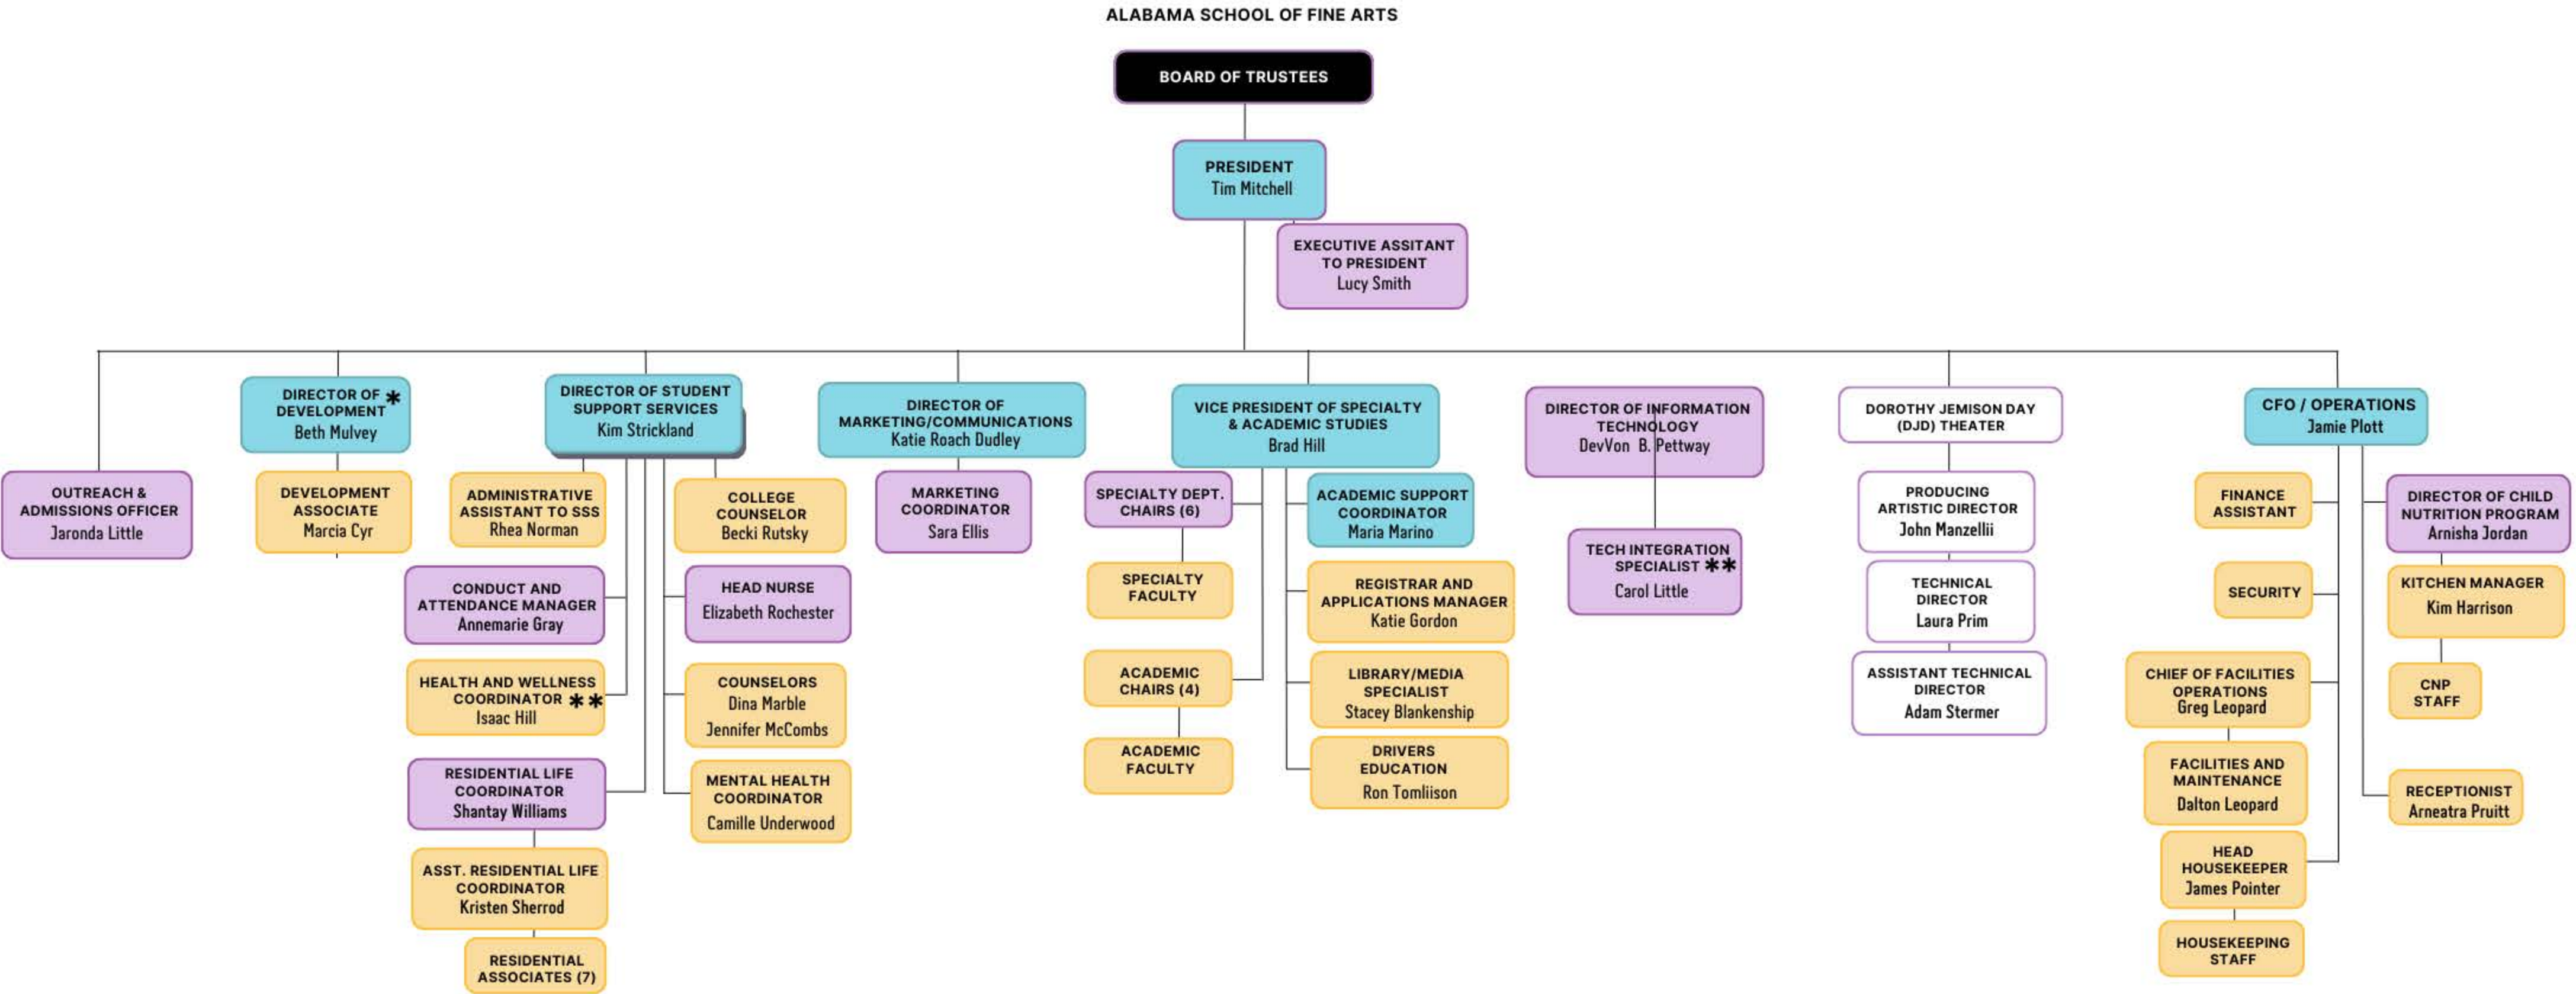 ALABAMA SCHOOL OF FINE ARTS
BOARD OF TRUSTEES
PRESIDENT
Tim Mitchell
EXECUTIVE ASSITANT
TO PRESIDENT
Lucy Smith
OUTREACH &
ADMISSIONS OFFICER
Jaronda Little
DIRECTOR OF *
DEVELOPMENT
Beth Mulvey
DEVELOPMENT
ASSOCIATE
Marcia Cyr
DIRECTOR OF STUDENT
SUPPORT SERVICES
Kim Strickland
ADMINISTRATIVE
ASSISTANT TO SSS
Rhea Norman
CONDUCT AND
ATTENDANCE MANAGER
Annemarie Gray
HEALTH AND WELLNESS
COORDINATOR **
Isaac Hill
RESIDENTIAL LIFE
COORDINATOR
Shantay Williams
ASST. RESIDENTIAL LIFE
COORDINATOR
Kristen Sherrod
RESIDENTIAL
ASSOCIATES (7)
COLLEGE
COUNSELOR
Becki Rutsky
HEAD NURSE
Elizabeth Rochester
COUNSELORS
Dina Marble
Jennifer McCombs
MENTAL HEALTH
COORDINATOR
Camille Underwood
DIRECTOR OF
MARKETING/COMMUNICATIONS
Katie Roach Dudley
MARKETING
COORDINATOR
Sara Ellis
VICE PRESIDENT OF SPECIALTY
& ACADEMIC STUDIES
Brad Hill
SPECIALTY DEPT.
CHAIRS (6)
SPECIALTY
FACULTY
ACADEMIC
CHAIRS (4)
ACADEMIC
FACULTY
ACADEMIC SUPPORT
COORDINATOR
Maria Marino
REGISTRAR AND
APPLICATIONS MANAGER
Katie Gordon
LIBRARY/MEDIA
SPECIALIST
Stacey Blankenship
DRIVERS
EDUCATION
Ron Tomliison
DIRECTOR OF INFORMATION
TECHNOLOGY
DevVon B. Pettway
TECH INTEGRATION
SPECIALIST **
Carol Little
DOROTHY JEMISON DAY
(DJD) THEATER
PRODUCING
ARTISTIC DIRECTOR
John Manzellii
TECHNICAL
DIRECTOR
Laura Prim
ASSISTANT TECHNICAL
DIRECTOR
Adam Stermer
CFO / OPERATIONS
Jamie Plott
FINANCE
ASSISTANT
SECURITY
CHIEF OF FACILITIES
OPERATIONS
Greg Leopard
FACILITIES AND
MAINTENANCE
Dalton Leopard
HEAD
HOUSEKEEPER
James Pointer
HOUSEKEEPING
STAFF
DIRECTOR OF CHILD
NUTRITION PROGRAM
Arnisha Jordan
KITCHEN MANAGER
Kim Harrison
CNP
STAFF
RECEPTIONIST
Arneatra Pruitt